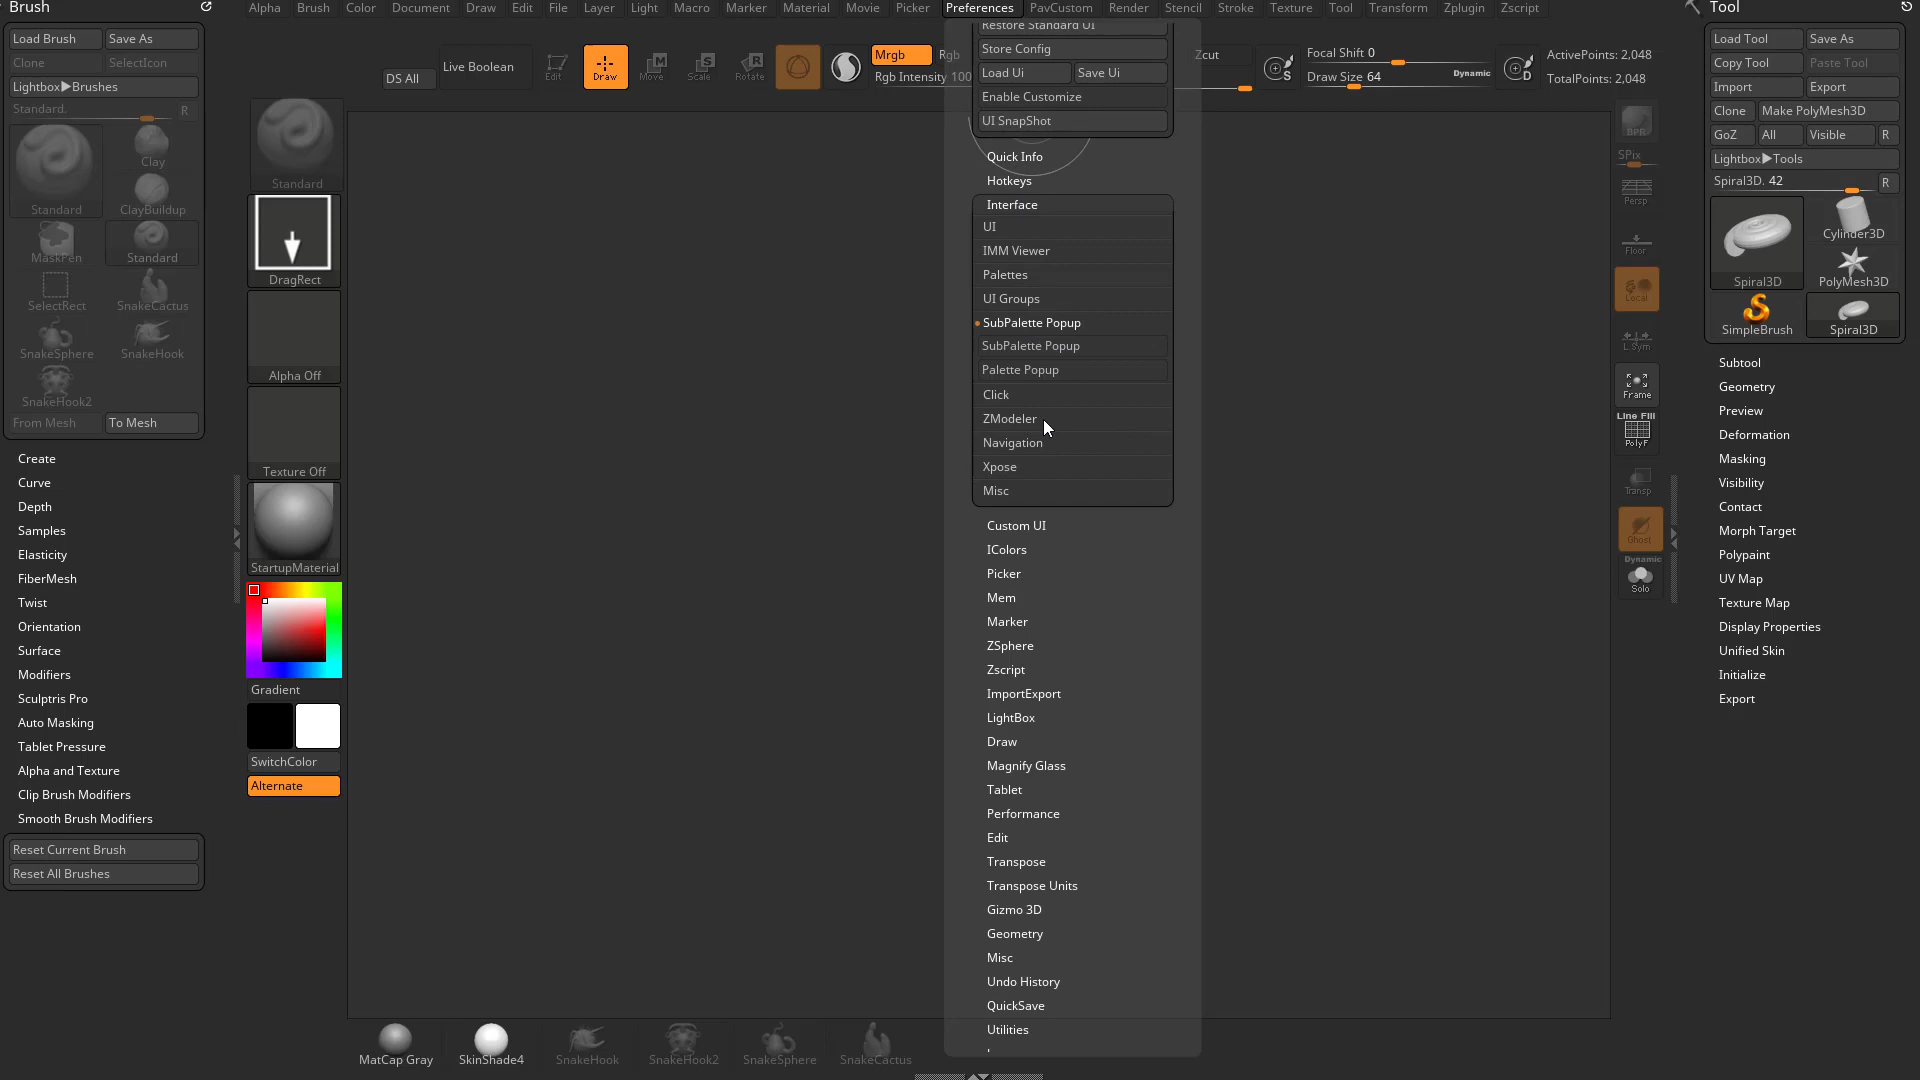 Brush
Load Brush Save As
Clone SelectIcon
Lightbox▶Brushes
Standard. R
Standard
Clay
ClayBuildup
MaskPen Standard
SelectRect SnakeCactus
SnakeSphere SnakeHook
SnakeHook2
From Mesh To Mesh
Create
Curve
Depth
Samples
Elasticity
FiberMesh
Twist
Orientation
Surface
Modifiers
Sculptris Pro
Auto Masking
Tablet Pressure
Alpha and Texture
Clip Brush Modifiers
Smooth Brush Modifiers
Reset Current Brush
Reset All Brushes
Alpha Brush Color Document Draw Edit File Layer Light Macro Marker Material Movie Picker Preferences PavCustom Render Stencil Stroke Texture Tool Transform Zplugin Zscript
DS All
Live Boolean
Edit Draw Move Scale Rotate
Mrgb Rgb
Rgb Intensity 100
Zcut
S
Focal Shift 0
Draw Size 64 Dynamic
D
ActivePoints: 2,048
TotalPoints: 2,048
Standard
DragRect
Alpha Off
Texture Off
StartupMaterial
Gradient
SwitchColor
Alternate
Restore Standard UI
Store Config
Load Ui Save Ui
Enable Customize
UI SnapShot
Quick Info
Hotkeys
Interface
UI
IMM Viewer
Palettes
UI Groups
SubPalette Popup
SubPalette Popup
Palette Popup
Click
ZModeler
Navigation
Xpose
Misc
Custom UI
IColors
Picker
Mem
Marker
ZSphere
Zscript
ImportExport
LightBox
Draw
Magnify Glass
Tablet
Performance
Edit
Transpose
Transpose Units
Gizmo 3D
Geometry
Misc
Undo History
QuickSave
Utilities
MatCap Gray SkinShade4 SnakeHook SnakeHook2 SnakeSphere SnakeCactus
BPR
SPix
Persp
Floor
Local
L.Sym
Frame
Line Fill
PolyF
Transp
Ghost
Dynamic
Solo
Tool
Load Tool Save As
Copy Tool Paste Tool
Import Export
Clone Make PolyMesh3D
GoZ All Visible R
Lightbox▶Tools
Spiral3D. 42 R
Spiral3D
Cylinder3D
PolyMesh3D
SimpleBrush Spiral3D
Subtool
Geometry
Preview
Deformation
Masking
Visibility
Contact
Morph Target
Polypaint
UV Map
Texture Map
Display Properties
Unified Skin
Initialize
Export